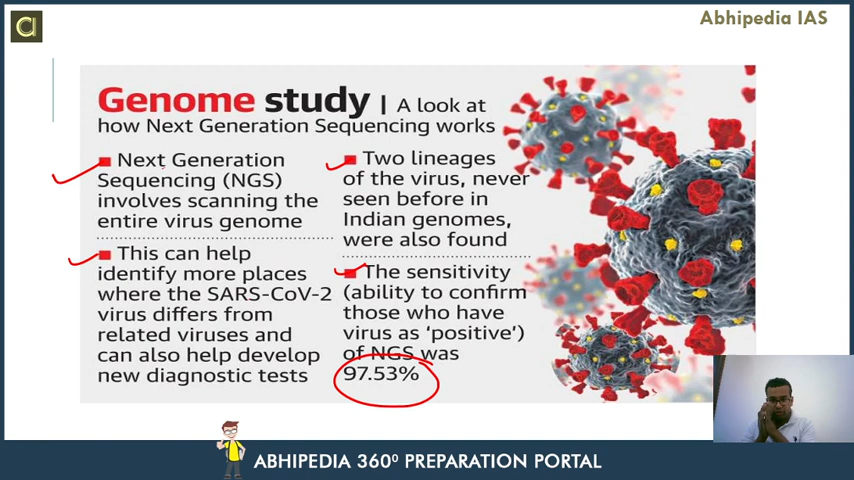 Abhipedia IAS
Genome study | A look at
how Next Generation Sequencing works
Next Generation
Sequencing (NGS)
involves scanning the
entire virus genome
This can help
identify more places
where the SARS-CoV-2
virus differs from
related viruses and
can also help develop
new diagnostic tests
Two lineages
of the virus, never
seen before in
Indian genomes,
were also found
The sensitivity
(ability to confirm
those who have
virus as ‘positive’)
of NGS was
97.53%
ABHIPEDIA 360⁰ PREPARATION PORTAL